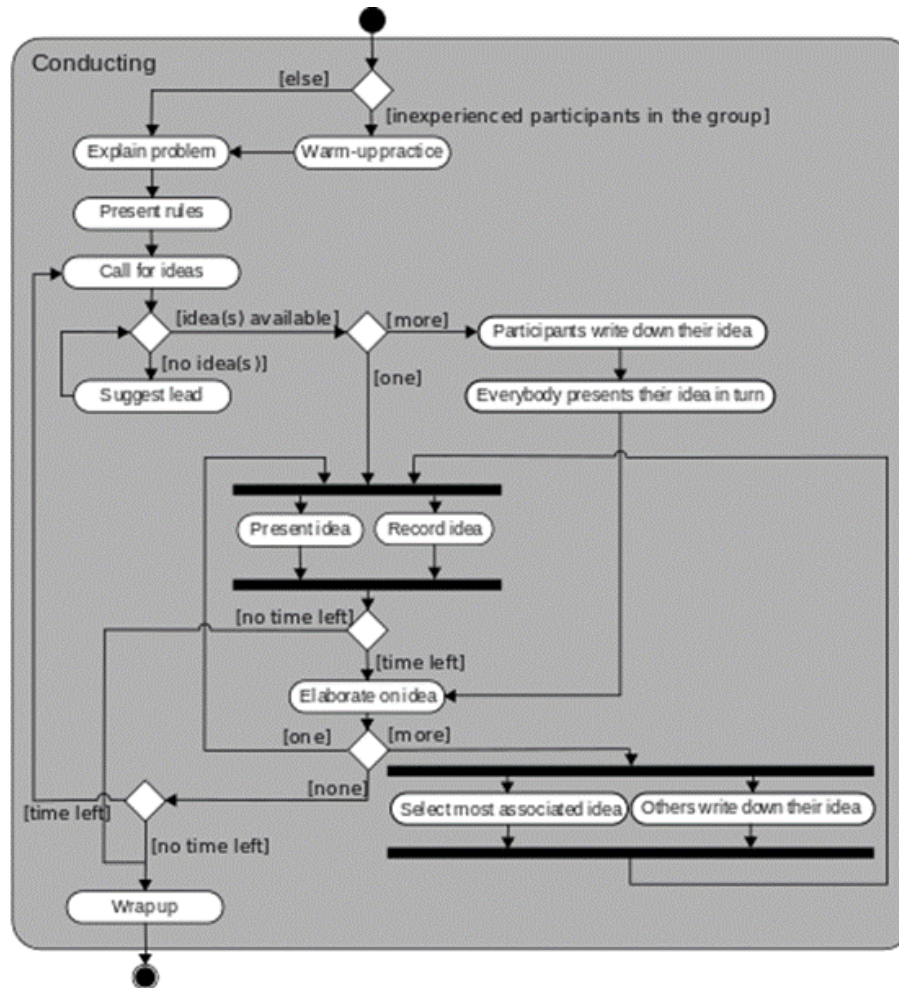 Conducting
[else]
[inexperienced participants in the group]
Explain problem
Warm-up practice
Present rules
Call for ideas
[idea(s) available]
[more]
Participants write down their idea
[no idea(s)]
[one]
Suggest lead
Everybody presents their idea in turn
Present idea
Record idea
[no time left]
[time left]
Elaborate on idea
[one]
[more]
[none]
[time left]
Select most associated idea
Others write down their idea
[no time left]
Wrap up